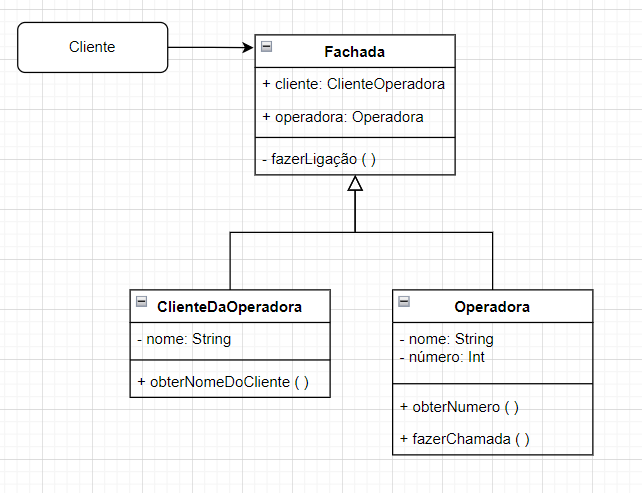 Cliente
Fachada
+ cliente: ClienteOperadora
+ operadora: Operadora
- fazerLigação ( )
ClienteDaOperadora
- nome: String
+ obterNomeDoCliente ( )
Operadora
- nome: String
- número: Int
+ obterNumero ( )
+ fazerChamada ( )